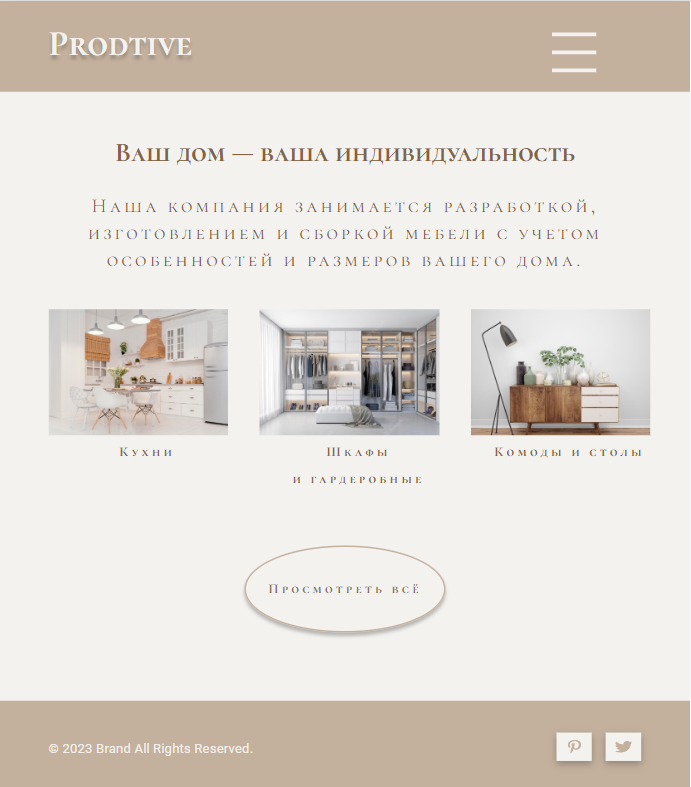 Prodtive
Ваш дом — ваша индивидуальность
Наша компания занимается разработкой,
изготовлением и сборкой мебели с учетом
особенностей и размеров вашего дома.
Кухни
Шкафы
и гардеробные
Комоды и столы
Просмотреть всё
© 2023 Brand All Rights Reserved.